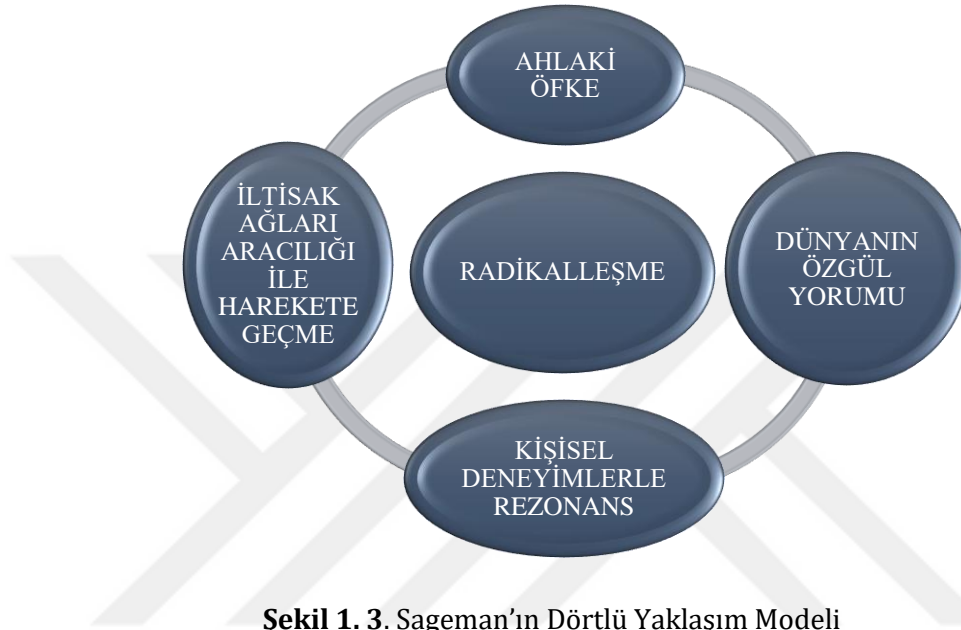 AHLAKİ
ÖFKE
İLTİSAK
AĞLARI
ARACILIĞI
İLE
HAREKETE
GEÇME
RADİKALLEŞME
DÜNYANIN
ÖZGÜL
YORUMU
KİŞİSEL
DENEYİMLERLE
REZONANS
Şekil 1. 3. Sageman’ın Dörtlü Yaklaşım Modeli